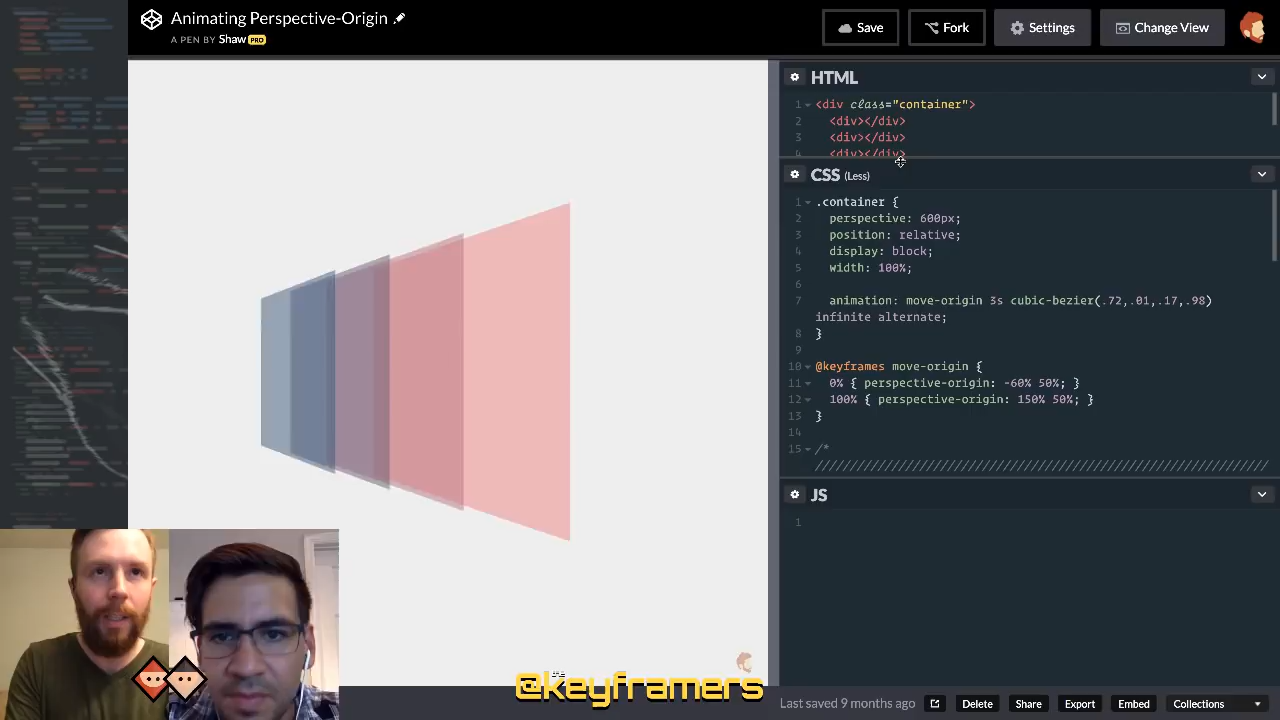 Animating Perspective-Origin
A PEN BY Shaw PRO
Save
Fork
Settings
Change View
HTML
1 <div class="container">
2 <div></div>
3 <div></div>
4 <div></div>
CSS (Less)
1 .container {
2 perspective: 600px;
3 position: relative;
4 display: block;
5 width: 100%;
6
7 animation: move-origin 3s cubic-bezier(.72,.01,.17,.98)
infinite alternate;
8 }
9
10 @keyframes move-origin {
11 0% { perspective-origin: -60% 50%; }
12 100% { perspective-origin: 150% 50%; }
13 }
14
15 /*
//////////////////////////////////////////////////////////////////
JS
1
@keyframers
Last saved 9 months ago
Delete
Share
Export
Embed
Collections